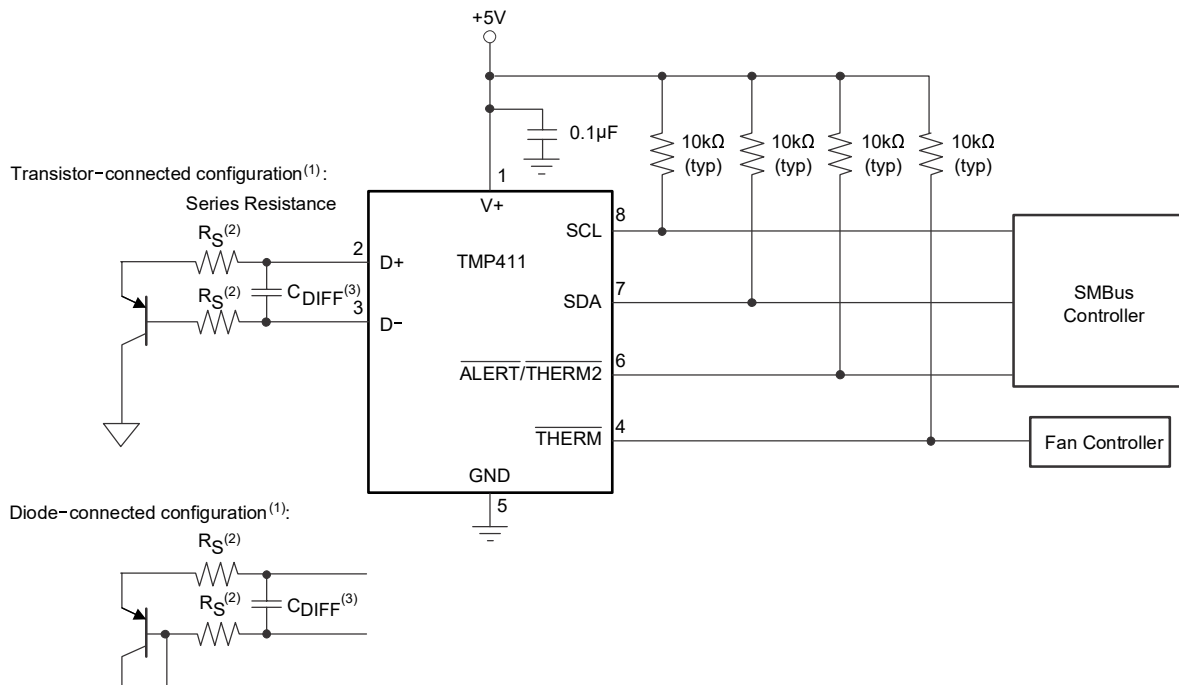 +5V
0.1μF
10kΩ
(typ)
10kΩ
(typ)
10kΩ
(typ)
10kΩ
(typ)
Transistor−connected configuration(1):
Series Resistance
RS(2)
RS(2)
CDIFF(3)
1
V+
2
D+
3
D−
TMP411
SCL
8
SDA
7
ALERT/THERM2
6
THERM
4
GND
5
SMBus
Controller
Fan Controller
Diode−connected configuration(1):
RS(2)
RS(2)
CDIFF(3)